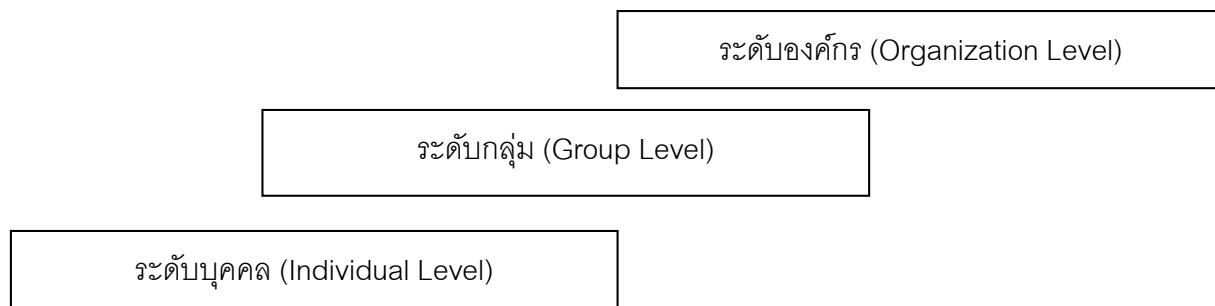 ระดับองค์กร (Organization Level)
ระดับกลุ่ม (Group Level)
ระดับบุคคล (Individual Level)